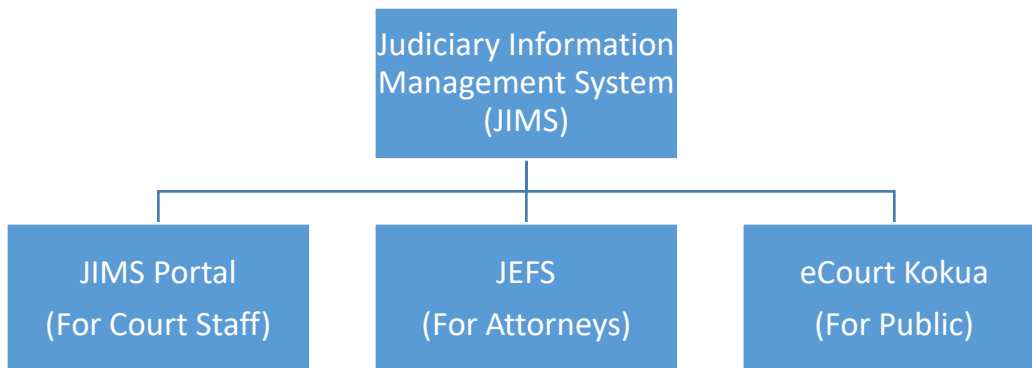 Judiciary Information
Management System
(JIMS)
JIMS Portal
(For Court Staff)
JEFS
(For Attorneys)
eCourt Kokua
(For Public)